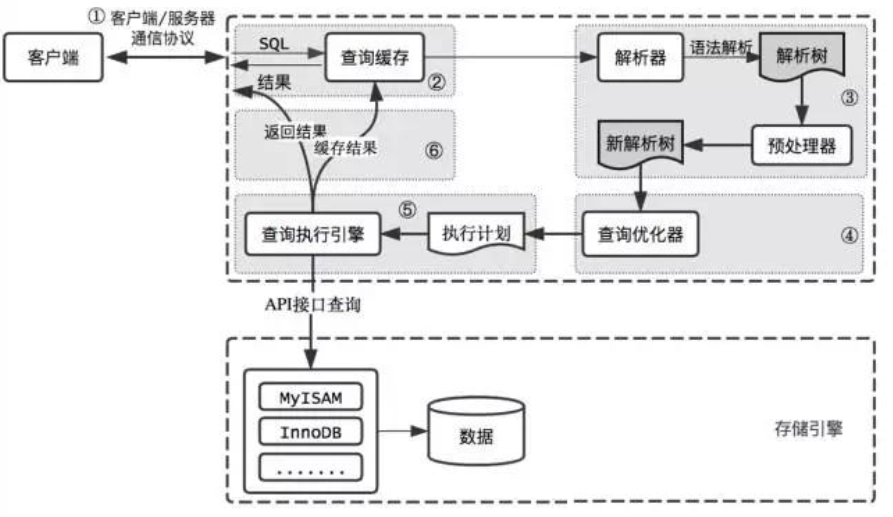 ① 客户端/服务器
通信协议
客户端
SQL
结果
查询缓存
②
解析器
语法解析
解析树
③
预处理器
新解析树
返回结果
缓存结果
⑥
查询执行引擎
⑤
执行计划
查询优化器
④
API接口查询
MyISAM
InnoDB
.......
数据
存储引擎